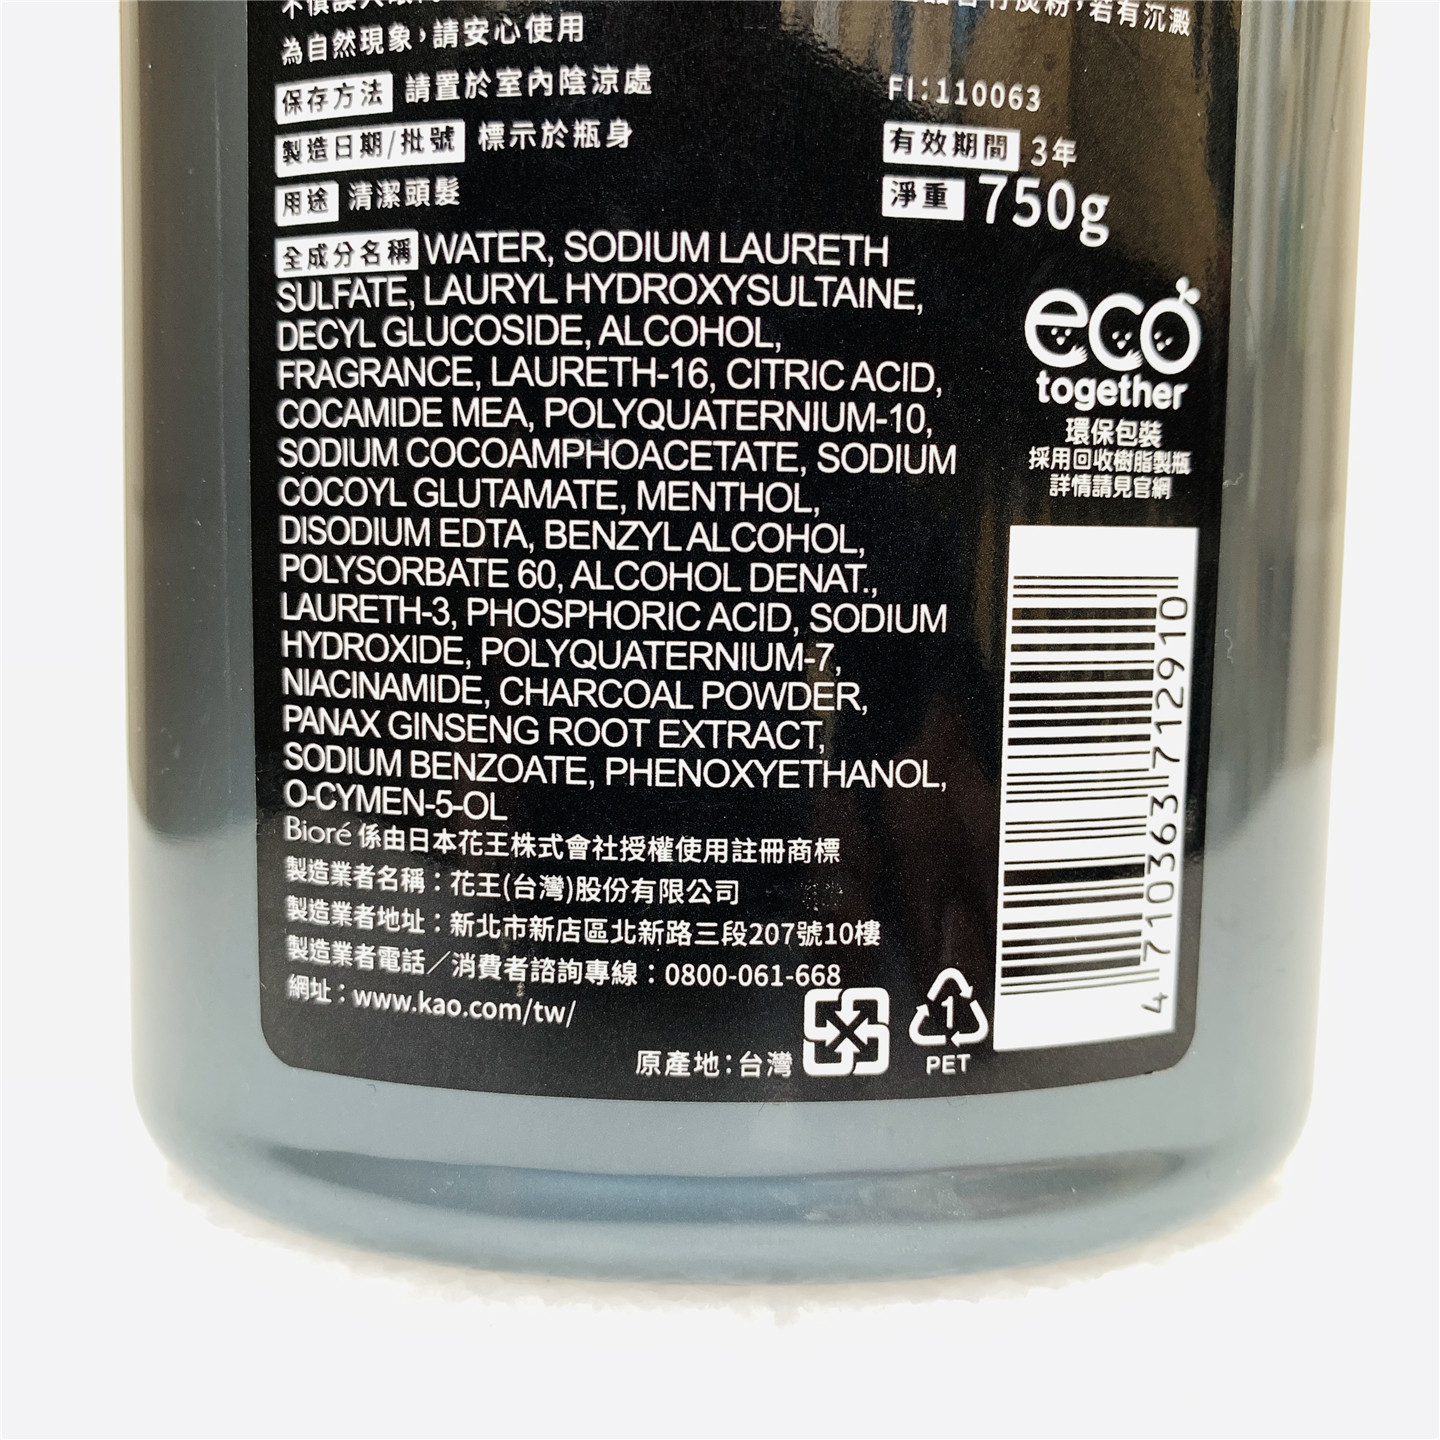 為自然現象，請安心使用
含竹炭粉，若有沉澱
保存方法 請置於室內陰涼處
FI:110063
製造日期/批號 標示於瓶身
有效期間 3年
用途 清潔頭髮
淨重 750g
全成分名稱 WATER, SODIUM LAURETH
SULFATE, LAURYL HYDROXYSULTAINE,
DECYL GLUCOSIDE, ALCOHOL,
FRAGRANCE, LAURETH-16, CITRIC ACID,
COCAMIDE MEA, POLYQUATERNIUM-10,
SODIUM COCOAMPHOACETATE, SODIUM
COCOYL GLUTAMATE, MENTHOL,
DISODIUM EDTA, BENZYL ALCOHOL,
POLYSORBATE 60, ALCOHOL DENAT.,
LAURETH-3, PHOSPHORIC ACID, SODIUM
HYDROXIDE, POLYQUATERNIUM-7,
NIACINAMIDE, CHARCOAL POWDER,
PANAX GINSENG ROOT EXTRACT,
SODIUM BENZOATE, PHENOXYETHANOL,
O-CYMEN-5-OL
Bioré 係由日本花王株式會社授權使用註冊商標
製造業者名稱：花王(台灣)股份有限公司
製造業者地址：新北市新店區北新路三段207號10樓
製造業者電話／消費者諮詢專線：0800-061-668
網址：www.kao.com/tw/
原產地：台灣
eco
together
環保包裝
採用回收樹脂製瓶
詳情請見官網
4710363712910
1
PET